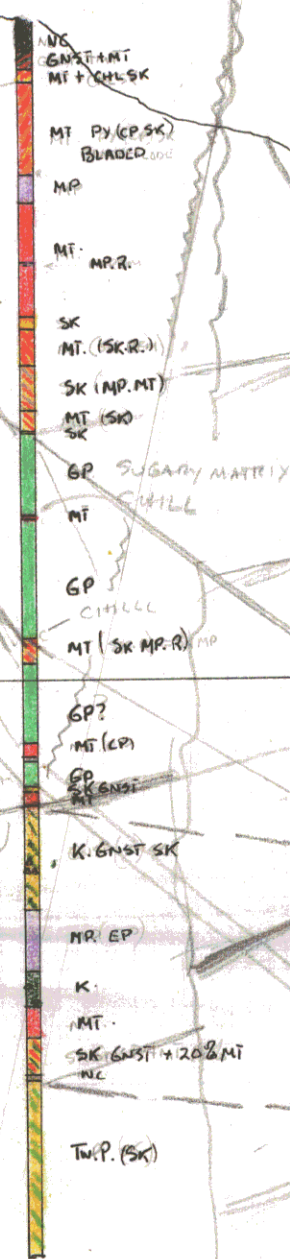 NC
GNST + MT
MT + CHL.SK
MT PY (CP, SK)
BLADED
MP
MT.
MP.R.
SK
MT. (SK.R.)
SK (MP. MT)
MT (SK)
SK
GP SUGARY MATRIX
MT CHILL
GP
CHILLL
MT (SK MP. R) MP
GP?
MT (CP)
GP
SK GNST
MT
K. GNST SK
MP. EP
K.
MT.
SK GNST + 20% MT
NC
TW.P. (SK)